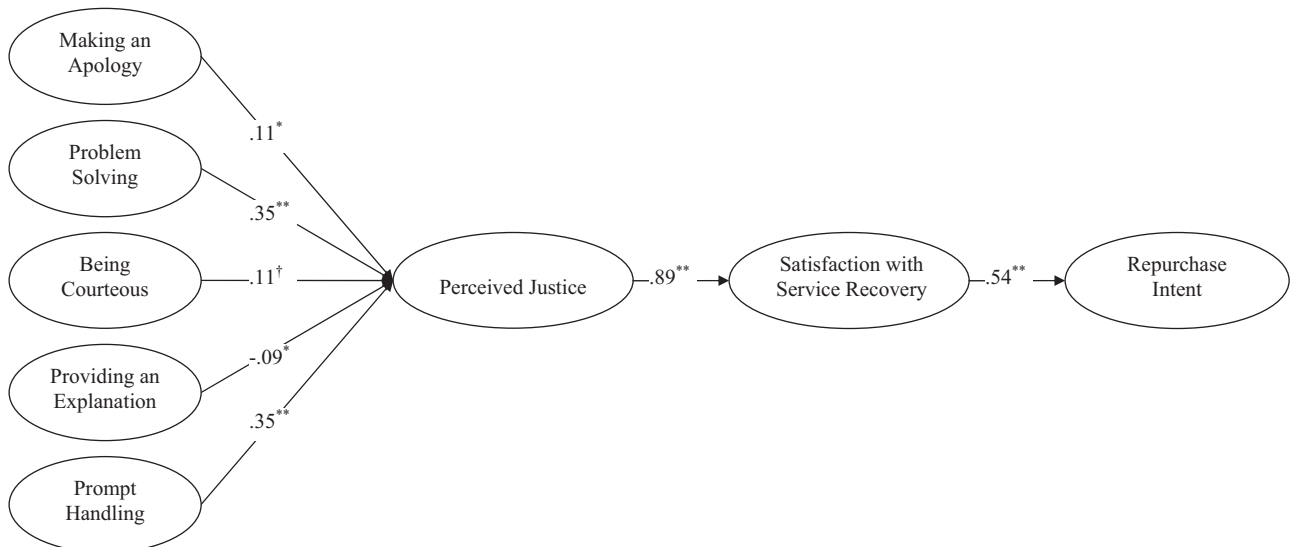 Making an
Apology
.11*
Problem
Solving
.35**
Being
Courteous
.11†
Providing an
Explanation
-.09*
Prompt
Handling
.35**
Perceived Justice
.89**
Satisfaction with
Service Recovery
.54**
Repurchase
Intent